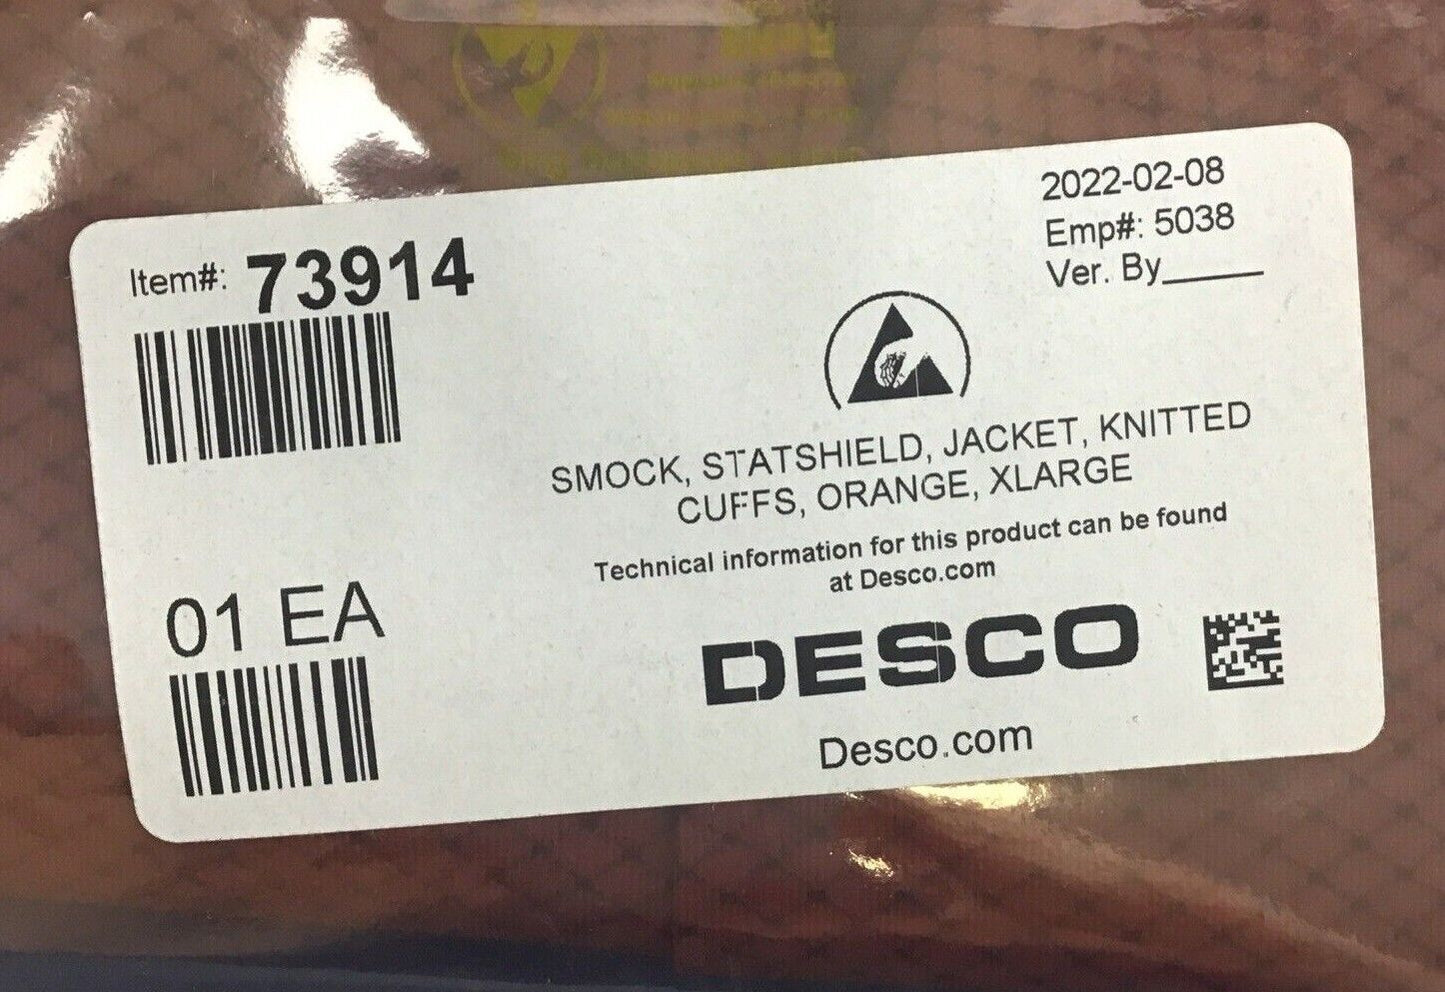 2022-02-08
Emp#: 5038
Ver. By_____
Item#: 73914
SMOCK, STATSHIELD, JACKET, KNITTED
CUFFS, ORANGE, XLARGE
Technical information for this product can be found
at Desco.com
01 EA
DESCO
Desco.com